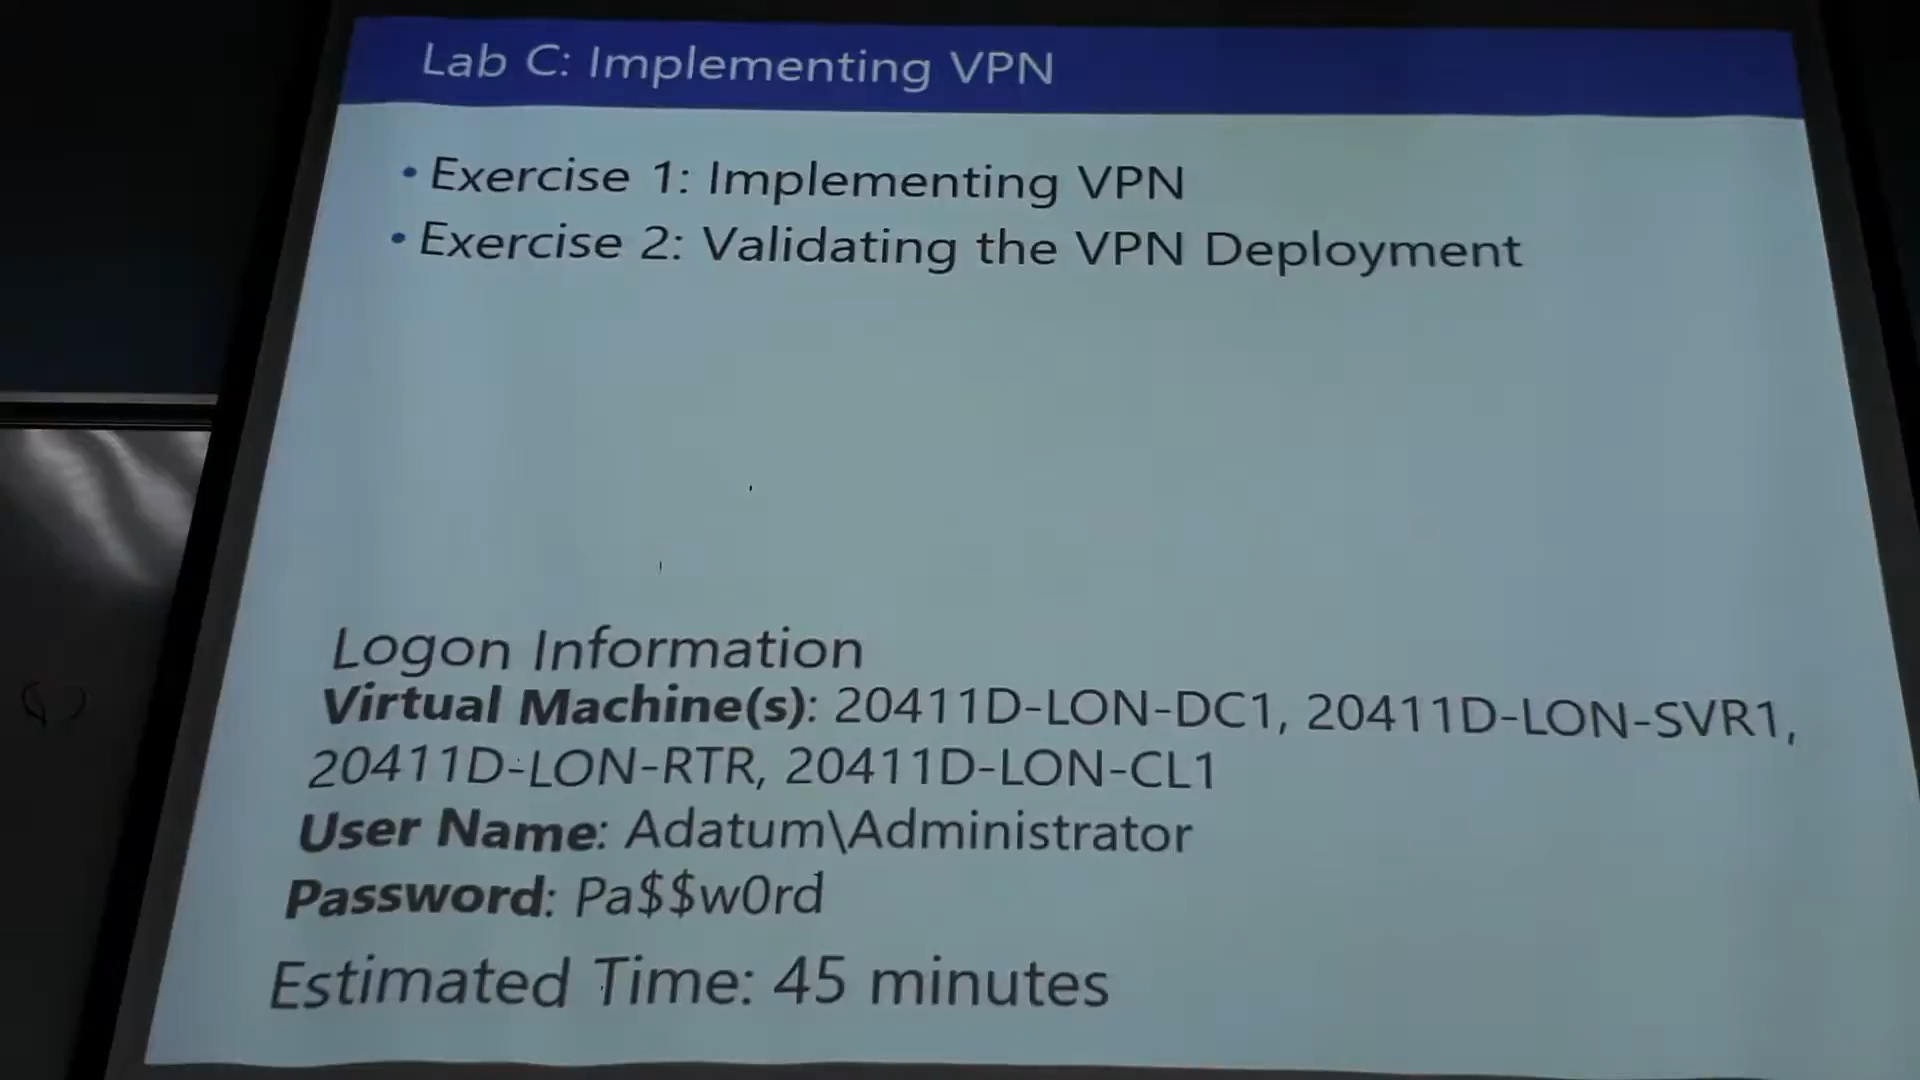 Lab C: Implementing VPN
• Exercise 1: Implementing VPN
• Exercise 2: Validating the VPN Deployment
Logon Information
Virtual Machine(s): 20411D-LON-DC1, 20411D-LON-SVR1,
20411D-LON-RTR, 20411D-LON-CL1
User Name: Adatum\Administrator
Password: Pa$$w0rd
Estimated Time: 45 minutes